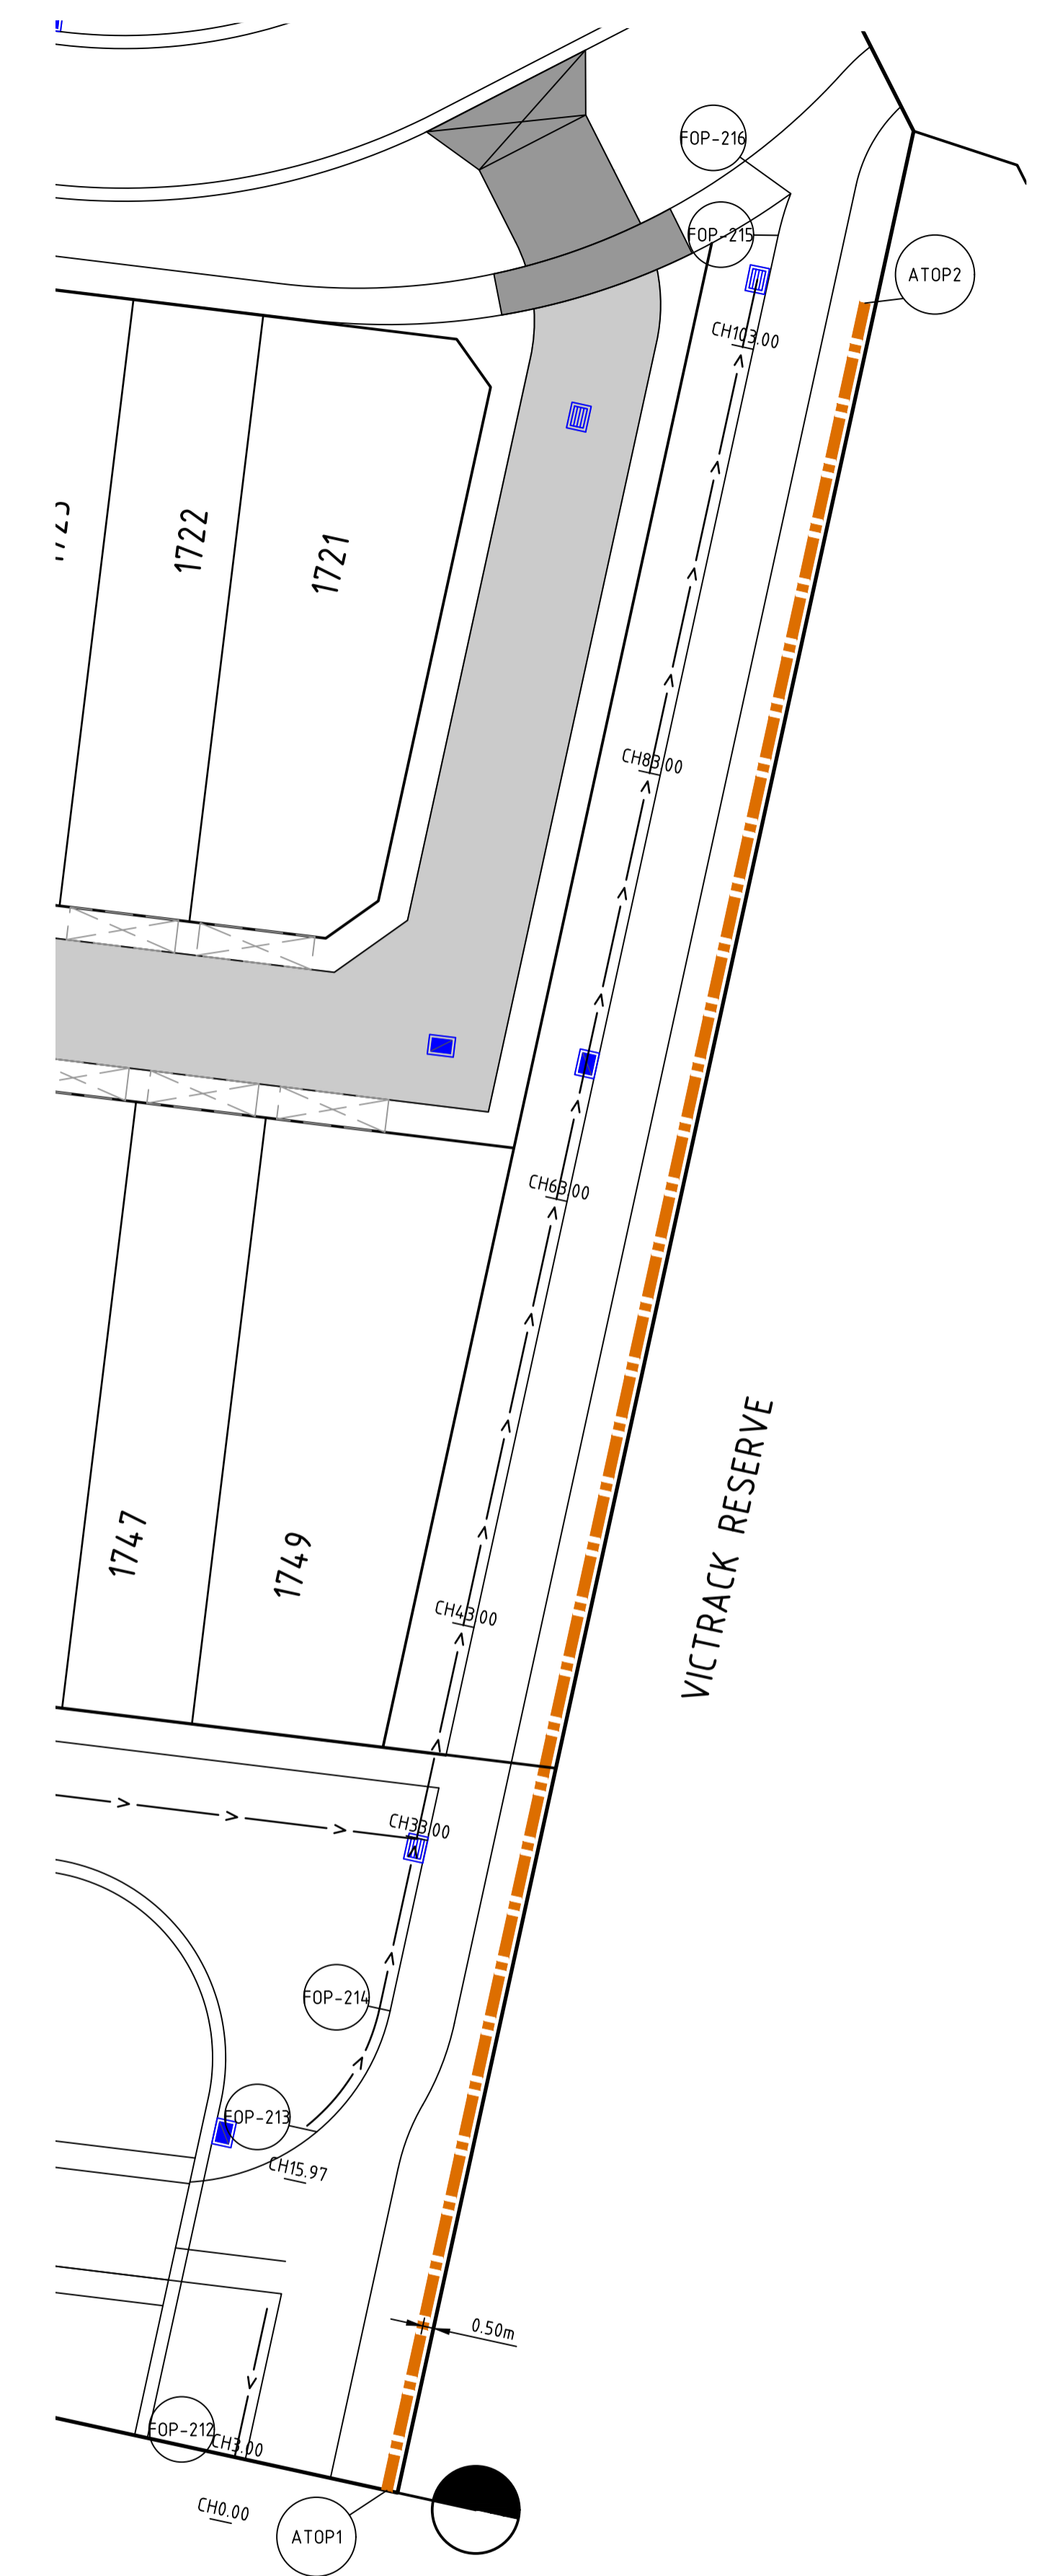 FOP-216
FOP-215
ATOP2
CH103.00
1722
1721
CH83.00
CH63.00
VICTRACK RESERVE
1747
1749
CH43.00
CH33.00
FOP-214
FOP-213
CH15.97
0.50m
FOP-212
CH3.00
CH0.00
ATOP1